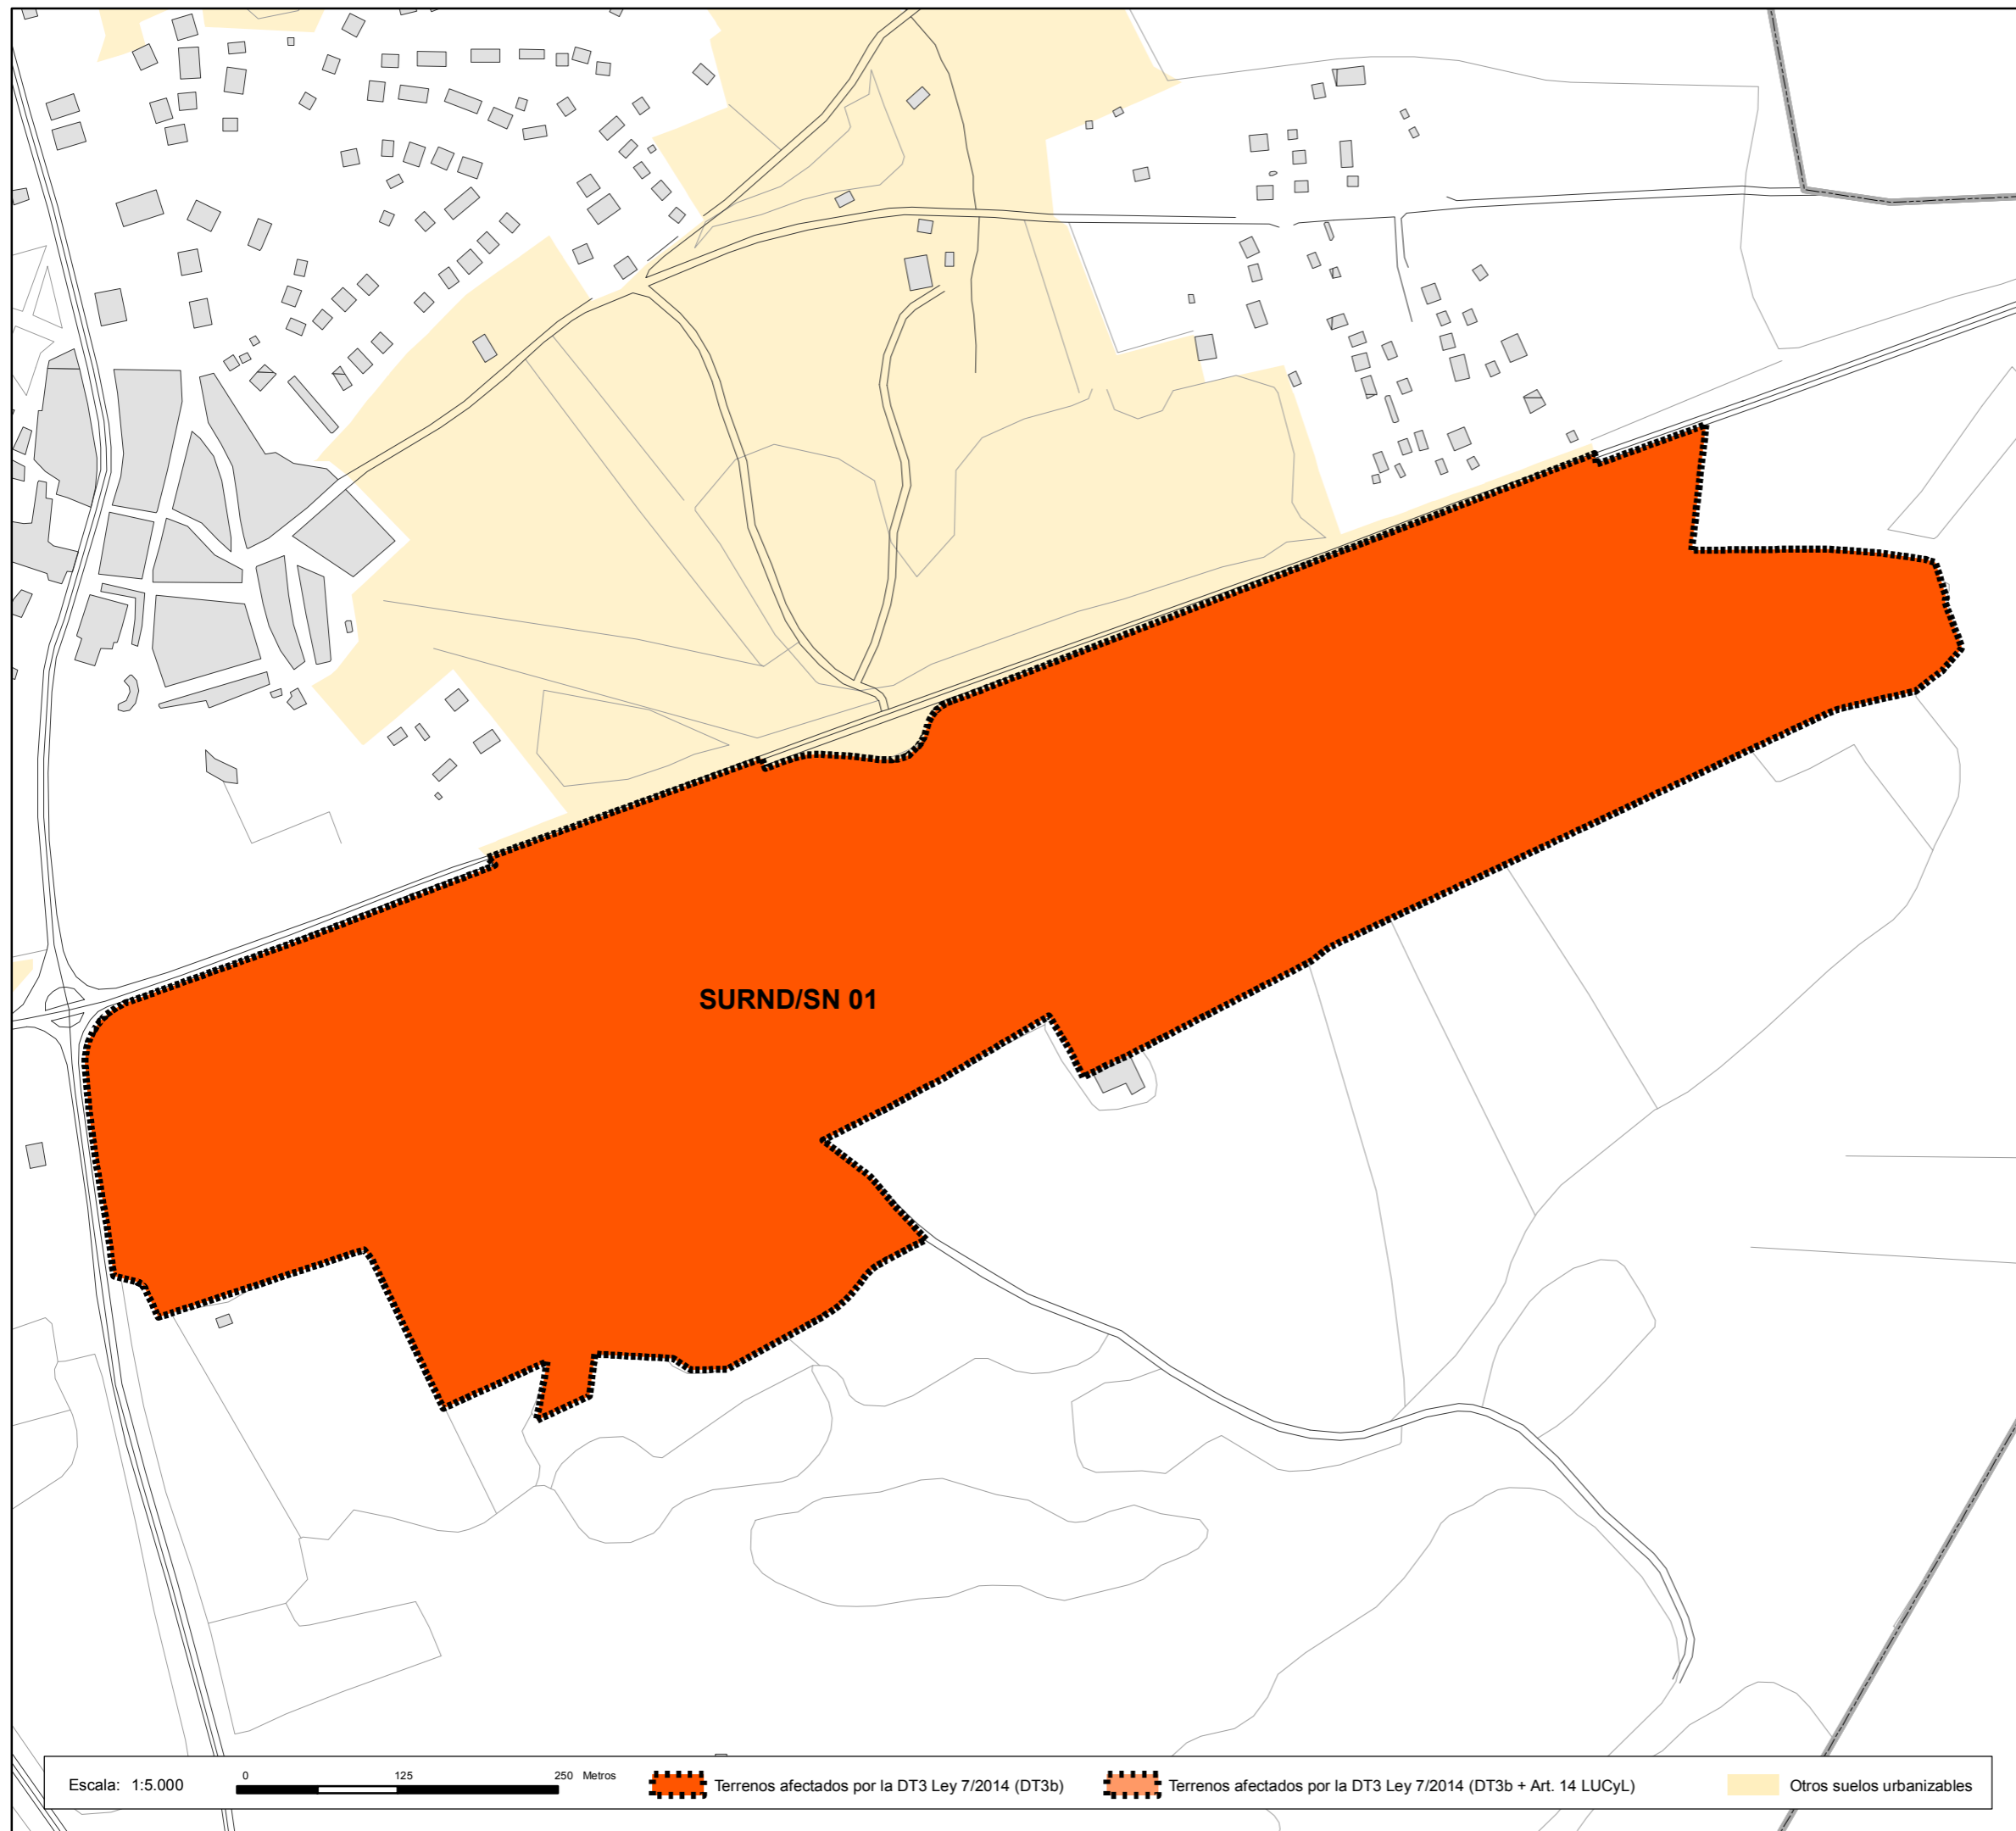 SURND/SN 01
Escala: 1:5.000
0 125 250 Metros
Terrenos afectados por la DT3 Ley 7/2014 (DT3b)
Terrenos afectados por la DT3 Ley 7/2014 (DT3b + Art. 14 LUCyL)
Otros suelos urbanizables